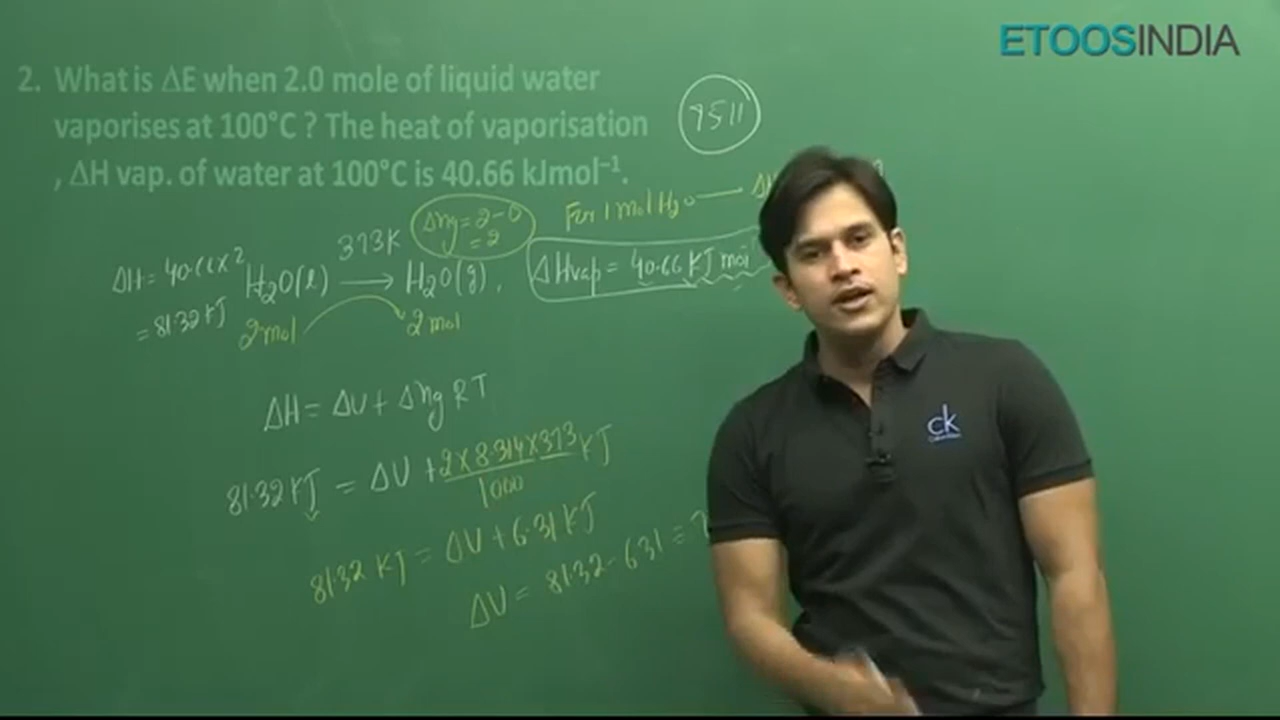 ETOOSINDIA
2. What is ΔE when 2.0 mole of liquid water
vaporises at 100°C ? The heat of vaporisation
, ΔH vap. of water at 100°C is 40.66 kJmol⁻¹.
7511
For 1 mol H₂O
Δng = 2-0
= 2
373K
ΔH = 40.66 x 2
= 81.32 KJ
H₂O(l) → H₂O(g).
2 mol
2 mol
ΔHvap = 40.66 KJ mol
ΔH = ΔU + Δng RT
81.32 KJ = ΔU + 2 x 8.314 x 373 KJ
1000
81.32 KJ = ΔU + 6.31 KJ
ΔU = 81.32 - 6.31 =
ck